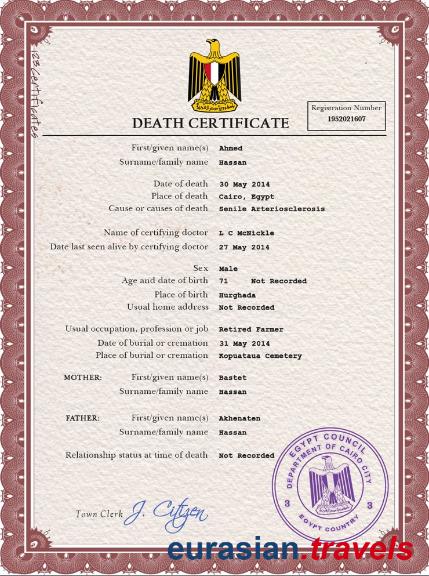 123Certificates
DEATH CERTIFICATE
Registration Number
1952021607
First/given name(s) Ahmed
Surname/family name Hassan
Date of death 30 May 2014
Place of death Cairo, Egypt
Cause or causes of death Senile Arteriosclerosis
Name of certifying doctor L C McNickle
Date last seen alive by certifying doctor 27 May 2014
Sex Male
Age and date of birth 71 Not Recorded
Place of birth Hurghada
Usual home address Not Recorded
Usual occupation, profession or job Retired Farmer
Date of burial or cremation 31 May 2014
Place of burial or cremation Kopuataua Cemetery
MOTHER: First/given name(s) Bastet
Surname/family name Hassan
FATHER: First/given name(s) Akhenaten
Surname/family name Hassan
Relationship status at time of death Not Recorded
EGYPT COUNCIL
DEPARTMENT OF CAIRO CITY
3 3
EGYPT COUNTRY
Town Clerk J. Citizen
eurasian.travels